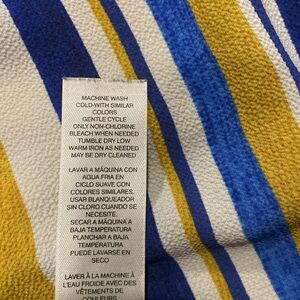 MACHINE WASH
COLD-WITH SIMILAR
COLORS
GENTLE CYCLE
ONLY NON-CHLORINE
BLEACH WHEN NEEDED
TUMBLE DRY LOW
WARM IRON AS NEEDED
MAY BE DRY CLEANED
LAVAR A MÁQUINA CON
AGUA FRIA EN
CICLO SUAVE CON
COLORES SIMILARES.
USAR BLANQUEADOR
SIN CLORO CUANDO SE
NECESITE.
SECAR A MÁQUINA A
BAJA TEMPERATURA
PLANCHAR A BAJA
TEMPERATURA
PUEDE LAVARSE EN
SECO
LAVER À LA MACHINE À
L'EAU FROIDE AVEC DES
VÊTEMENTS DE
COULEURS